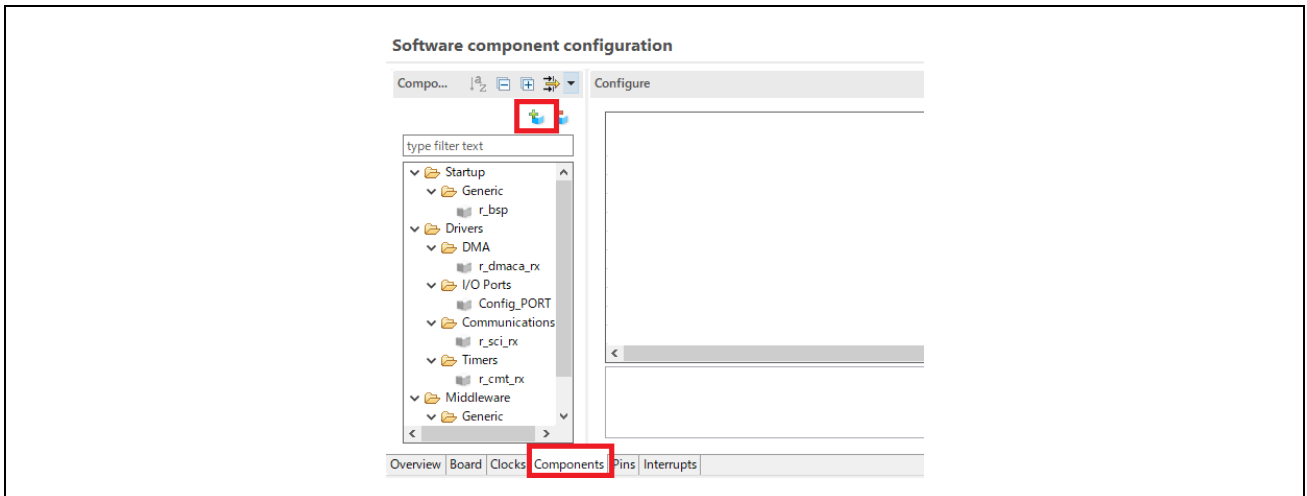 Software component configuration
Compo... Configure
type filter text
Startup
Generic
r_bsp
Drivers
DMA
r_dmaca_rx
I/O Ports
Config_PORT
Communications
r_sci_rx
Timers
r_cmt_rx
Middleware
Generic
Overview Board Clocks Components Pins Interrupts